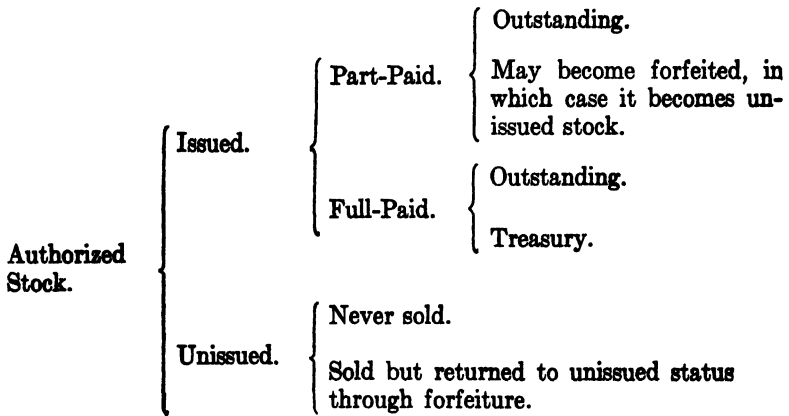 Outstanding.
Part-Paid.
May become forfeited, in
which case it becomes un-
issued stock.
Issued.
Outstanding.
Full-Paid.
Treasury.
Authorized
Stock.
Never sold.
Unissued.
Sold but returned to unissued status
through forfeiture.